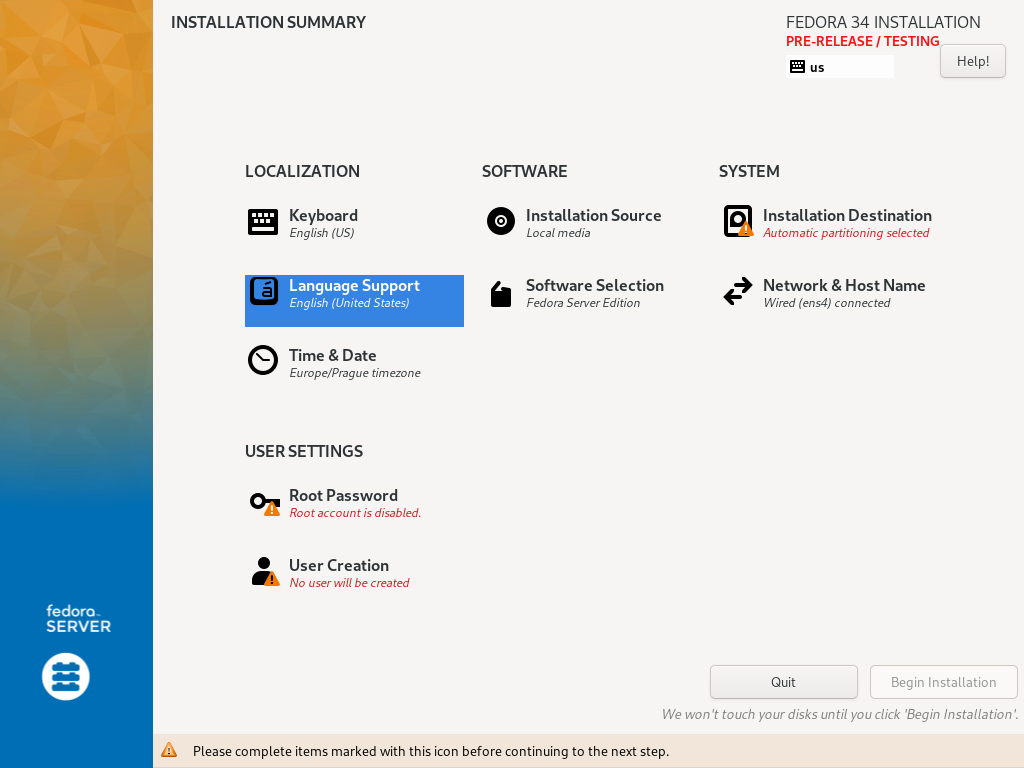 INSTALLATION SUMMARY
FEDORA 34 INSTALLATION
PRE-RELEASE / TESTING
us
Help!
LOCALIZATION
Keyboard
English (US)
Language Support
English (United States)
Time & Date
Europe/Prague timezone
SOFTWARE
Installation Source
Local media
Software Selection
Fedora Server Edition
SYSTEM
Installation Destination
Automatic partitioning selected
Network & Host Name
Wired (ens4) connected
USER SETTINGS
Root Password
Root account is disabled.
User Creation
No user will be created
fedora™
SERVER
Quit
Begin Installation
We won't touch your disks until you click 'Begin Installation'.
Please complete items marked with this icon before continuing to the next step.